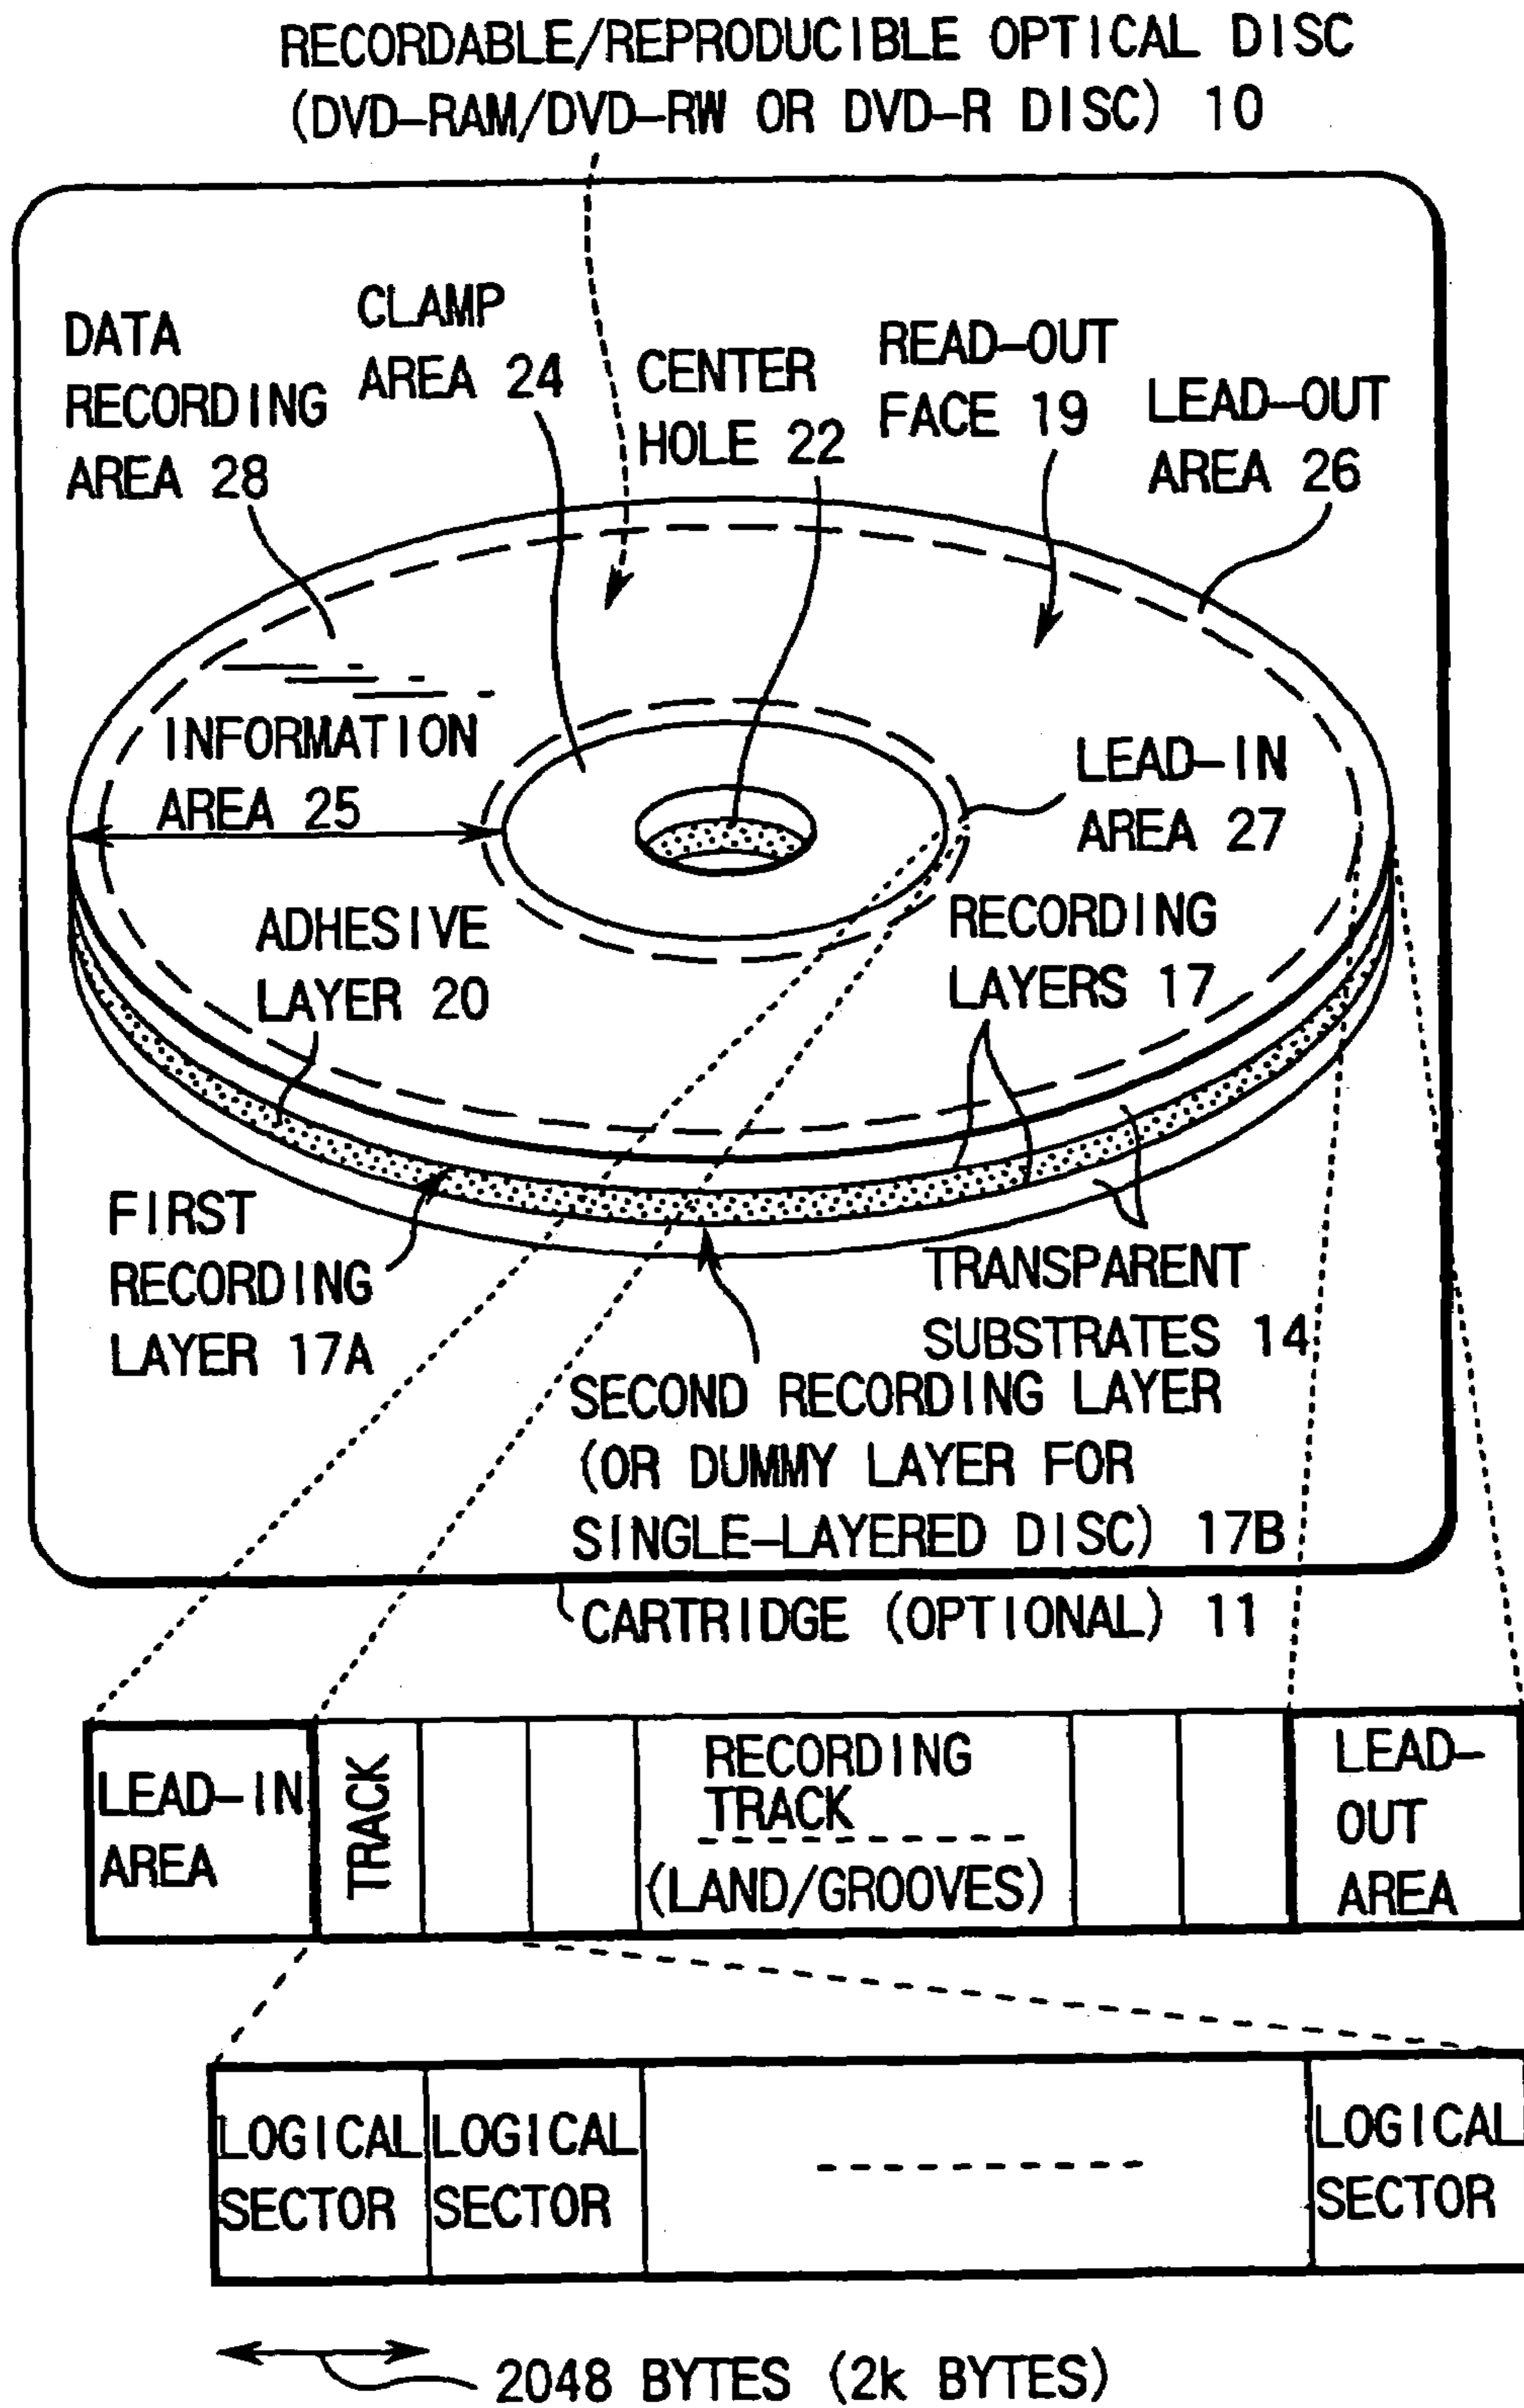 RECORDABLE/REPRODUCIBLE OPTICAL DISC
(DVD-RAM/DVD-RW OR DVD-R DISC) 10
DATA
RECORDING
AREA 28
CLAMP
AREA 24
CENTER
HOLE 22
READ-OUT
FACE 19
LEAD-OUT
AREA 26
INFORMATION
AREA 25
LEAD-IN
AREA 27
ADHESIVE
LAYER 20
RECORDING
LAYERS 17
FIRST
RECORDING
LAYER 17A
TRANSPARENT
SUBSTRATES 14
SECOND RECORDING LAYER
(OR DUMMY LAYER FOR
SINGLE-LAYERED DISC) 17B
CARTRIDGE (OPTIONAL) 11
LEAD-IN
AREA
TRACK
RECORDING
TRACK
(LAND/GROOVES)
LEAD-
OUT
AREA
LOGICAL
SECTOR
LOGICAL
SECTOR
LOGICAL
SECTOR
2048 BYTES (2k BYTES)